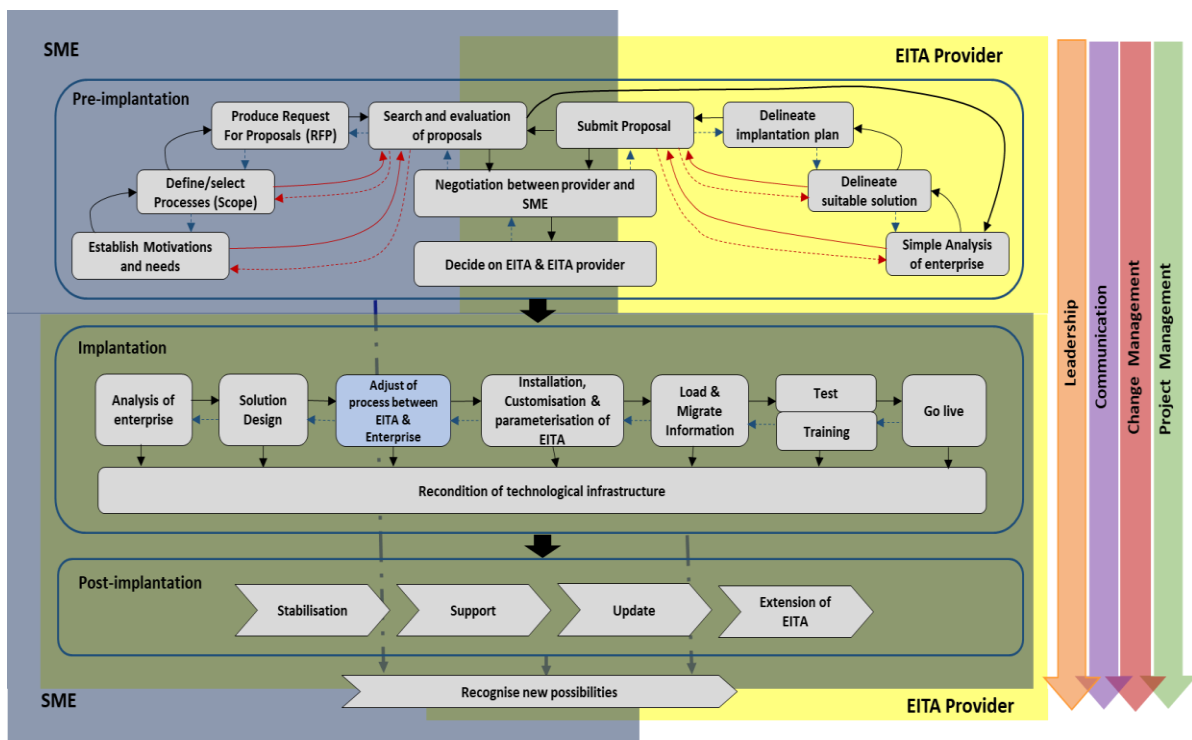 SME
EITA Provider
Pre-implantation
Produce Request
For Proposals (RFP)
Search and evaluation
of proposals
Submit Proposal
Delineate
implantation plan
Define/select
Processes (Scope)
Negotiation between provider and
SME
Delineate
suitable solution
Establish Motivations
and needs
Decide on EITA & EITA provider
Simple Analysis
of enterprise
Implantation
Analysis of
enterprise
Solution
Design
Adjust of
process between
EITA &
Enterprise
Installation,
Customisation &
parameterisation of
EITA
Load &
Migrate
Information
Test
Training
Go live
Recondition of technological infrastructure
Post-implantation
Stabilisation
Support
Update
Extension of
EITA
Recognise new possibilities
SME
EITA Provider
Leadership
Communication
Change Management
Project Management